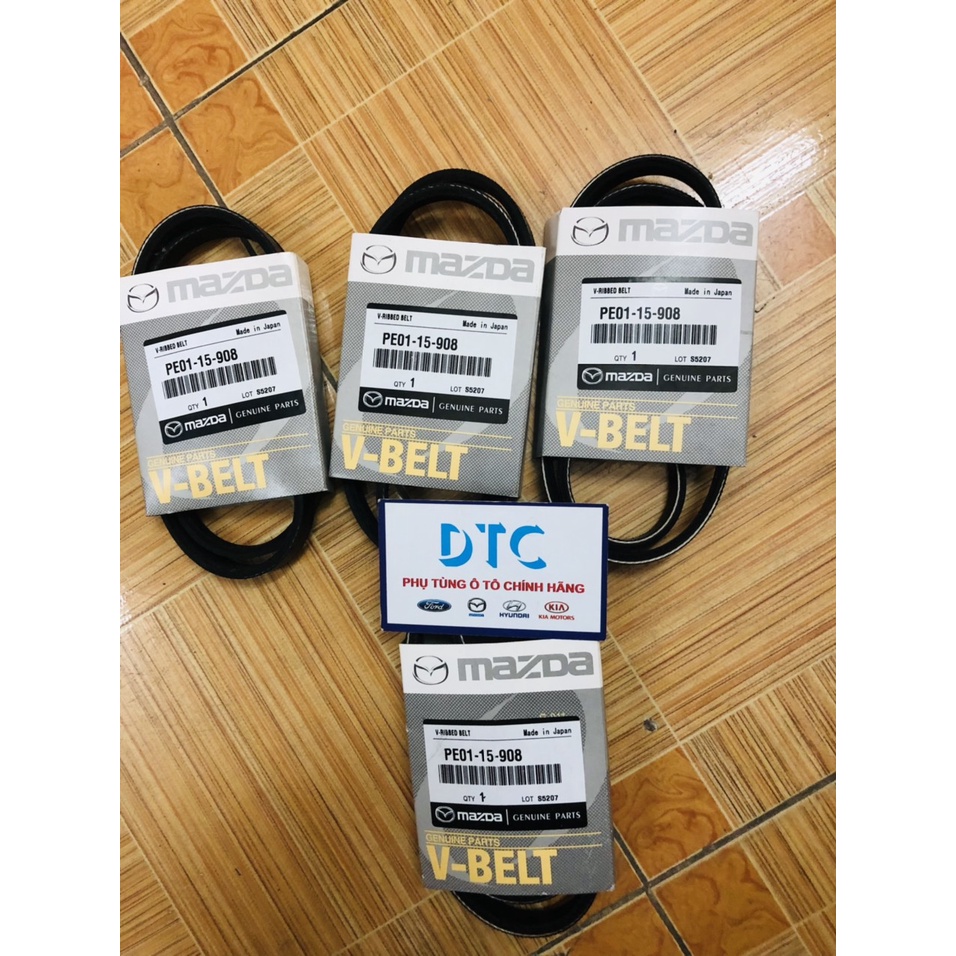 mazda
V-RIBBED BELT Made in Japan
PE01-15-908
QTY 1 LOT S5207
mazda GENUINE PARTS
GENUINE PARTS
V-BELT
mazda
V-RIBBED BELT Made in Japan
PE01-15-908
QTY 1 LOT S5207
mazda GENUINE PARTS
GENUINE PARTS
V-BELT
mazda
V-RIBBED BELT Made in Japan
PE01-15-908
QTY 1 LOT S5207
mazda GENUINE PARTS
GENUINE PARTS
V-BELT
DTC
PHỤ TÙNG Ô TÔ CHÍNH HÃNG
Ford mazda HYUNDAI KIA
KIA MOTORS
mazda
V-RIBBED BELT Made in Japan
PE01-15-908
QTY 1 LOT S5207
mazda GENUINE PARTS
GENUINE PARTS
V-BELT